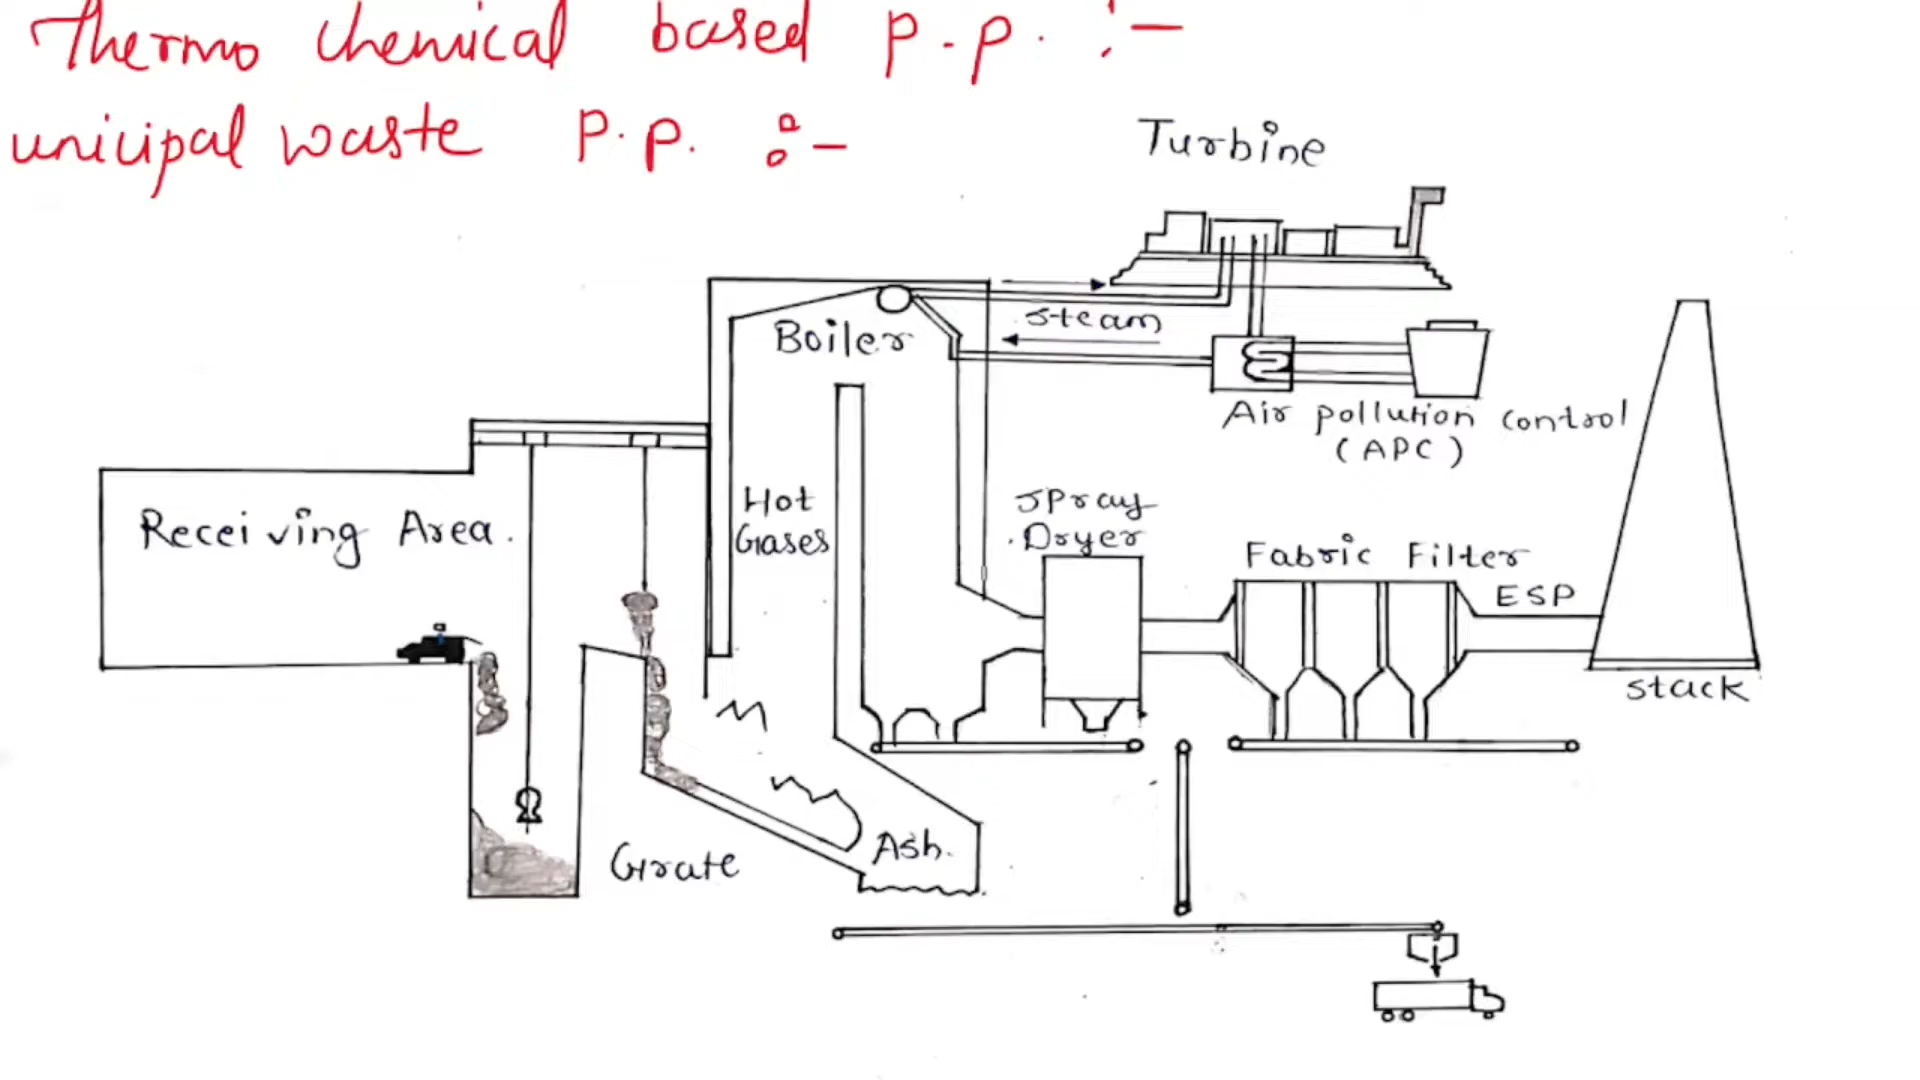 Thermo chemical based p.p. :-
unicipal waste P.P. :-
Turbine
steam
Boiler
Air pollution control
(APC)
Hot
Gases
Spray
Dryer
Receiving Area.
Fabric Filter
ESP
stack
Ash.
Grate